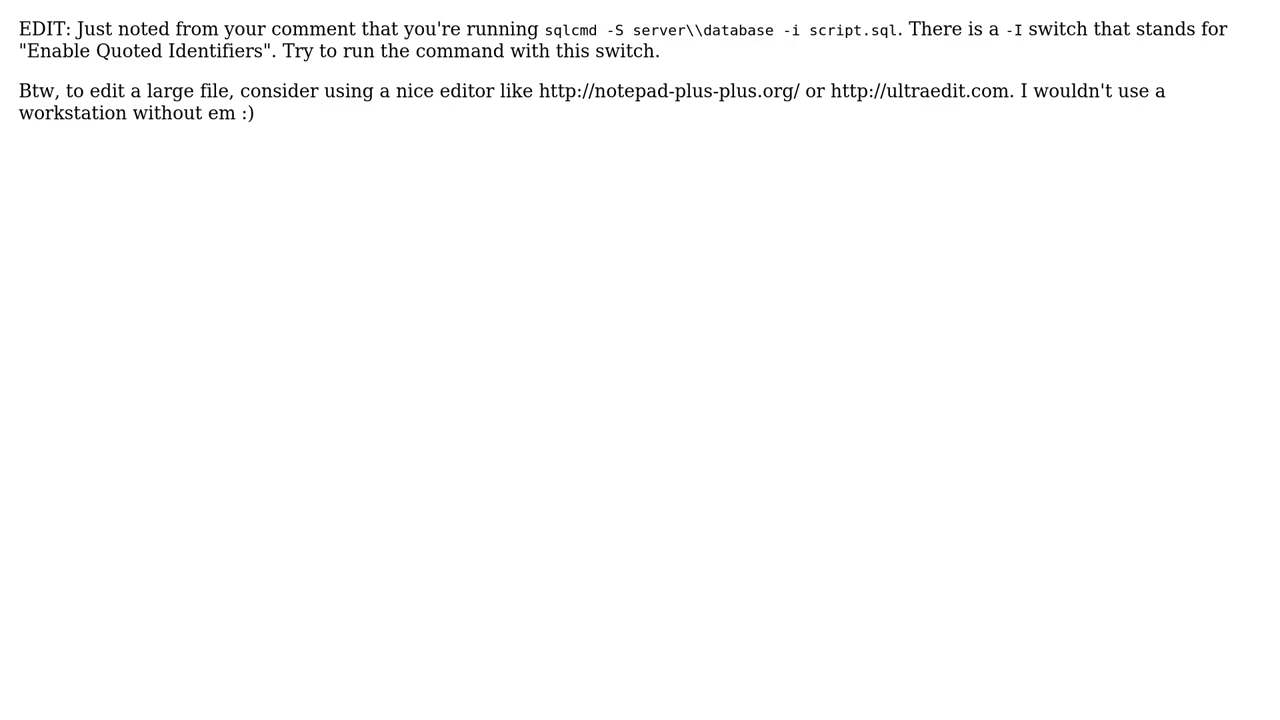 EDIT: Just noted from your comment that you're running sqlcmd -S server\\database -i script.sql. There is a -I switch that stands for
"Enable Quoted Identifiers". Try to run the command with this switch.
Btw, to edit a large file, consider using a nice editor like http://notepad-plus-plus.org/ or http://ultraedit.com. I wouldn't use a
workstation without em :)